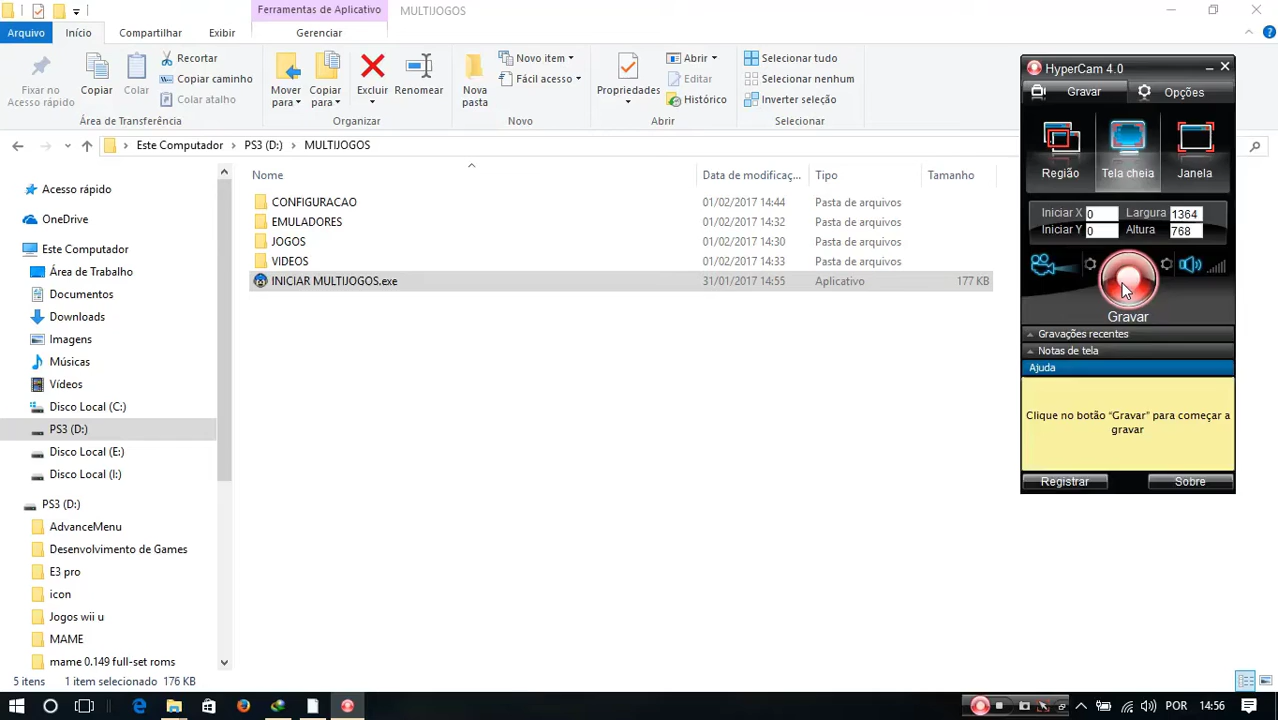 Ferramentas de Aplicativo
MULTIJOGOS
Arquivo
Início
Compartilhar
Exibir
Gerenciar
Fixar no Acesso rápido
Copiar
Colar
Recortar
Copiar caminho
Colar atalho
Área de Transferência
Mover para
Copiar para
Excluir
Renomear
Organizar
Nova pasta
Novo item
Fácil acesso
Novo
Propriedades
Abrir
Editar
Histórico
Abrir
Selecionar tudo
Selecionar nenhum
Inverter seleção
Selecionar
Este Computador > PS3 (D:) > MULTIJOGOS
Nome
Data de modificaç...
Tipo
Tamanho
CONFIGURACAO 01/02/2017 14:44 Pasta de arquivos
EMULADORES 01/02/2017 14:32 Pasta de arquivos
JOGOS 01/02/2017 14:30 Pasta de arquivos
VIDEOS 01/02/2017 14:33 Pasta de arquivos
INICIAR MULTIJOGOS.exe 31/01/2017 14:55 Aplicativo 177 KB
Acesso rápido
OneDrive
Este Computador
Área de Trabalho
Documentos
Downloads
Imagens
Músicas
Vídeos
Disco Local (C:)
PS3 (D:)
Disco Local (E:)
Disco Local (I:)
PS3 (D:)
AdvanceMenu
Desenvolvimento de Games
E3 pro
icon
Jogos wii u
MAME
mame 0.149 full-set roms
5 itens 1 item selecionado 176 KB
HyperCam 4.0
Gravar
Opções
Região
Tela cheia
Janela
Iniciar X 0 Largura 1364
Iniciar Y 0 Altura 768
Gravar
Gravações recentes
Notas de tela
Ajuda
Clique no botão “Gravar” para começar a
gravar
Registrar
Sobre
POR 14:56